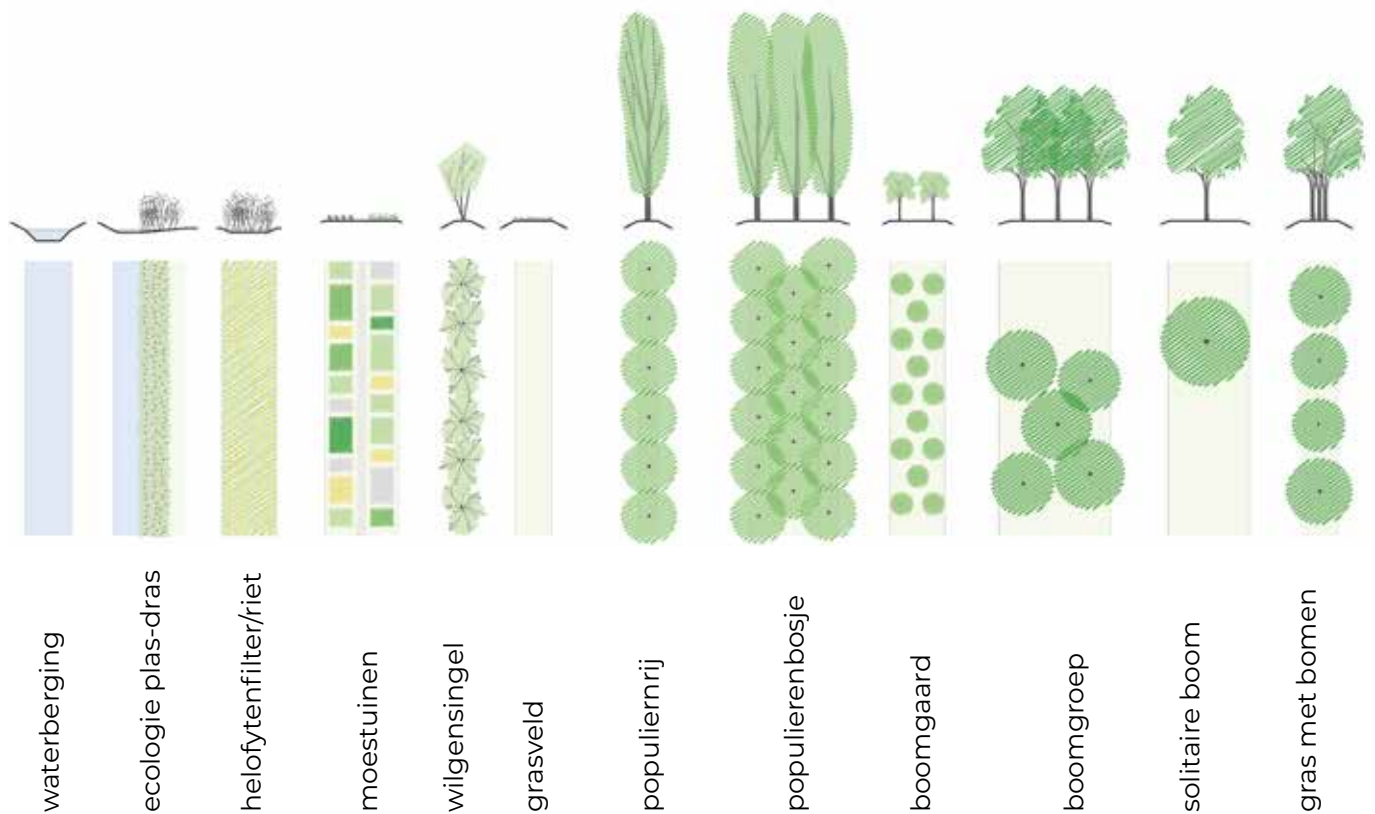 waterberging
ecologie plas-dras
helofytenfilter/riet
moestuinen
wilgensingel
grasveld
populiernrij
populierenbosje
boomgaard
boomgroep
solitaire boom
gras met bomen